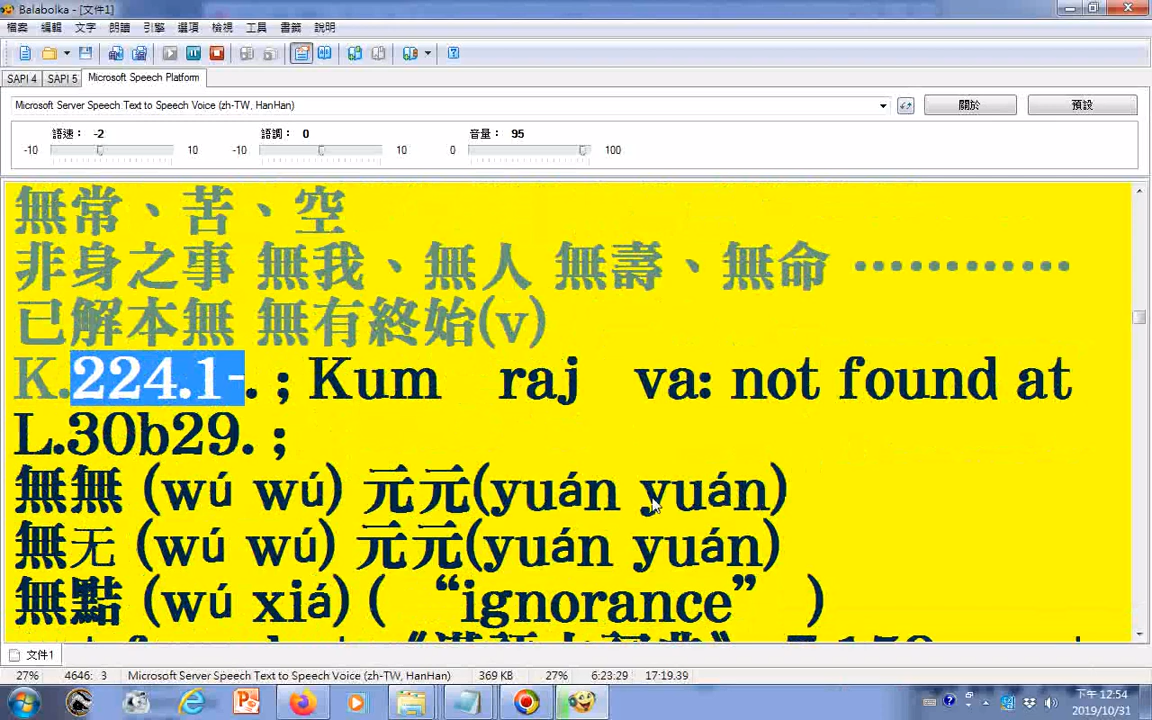 Balabolka - [文件1]
檔案 編輯 文字 朗讀 引擎 選項 檢視 工具 書籤 說明
SAPI 4 SAPI 5 Microsoft Speech Platform
Microsoft Server Speech Text to Speech Voice (zh-TW, HanHan) 關於 預設
語速： -2 語調： 0 音量： 95
-10 10 -10 10 0 100
無常、苦、空
非身之事 無我、無人 無壽、無命 …………
已解本無 無有終始(v)
K.224.1-. ; Kum raj va: not found at
L.30b29. ;
無無 (wú wú) 元元(yuán yuán)
無无 (wú wú) 元元(yuán yuán)
無黠 (wú xiá) ( “ignorance” )
文件1
27% 4646: 3 Microsoft Server Speech Text to Speech Voice (zh-TW, HanHan) 369 KB 27% 6:23:29 17:19.39
下午 12:54
2019/10/31